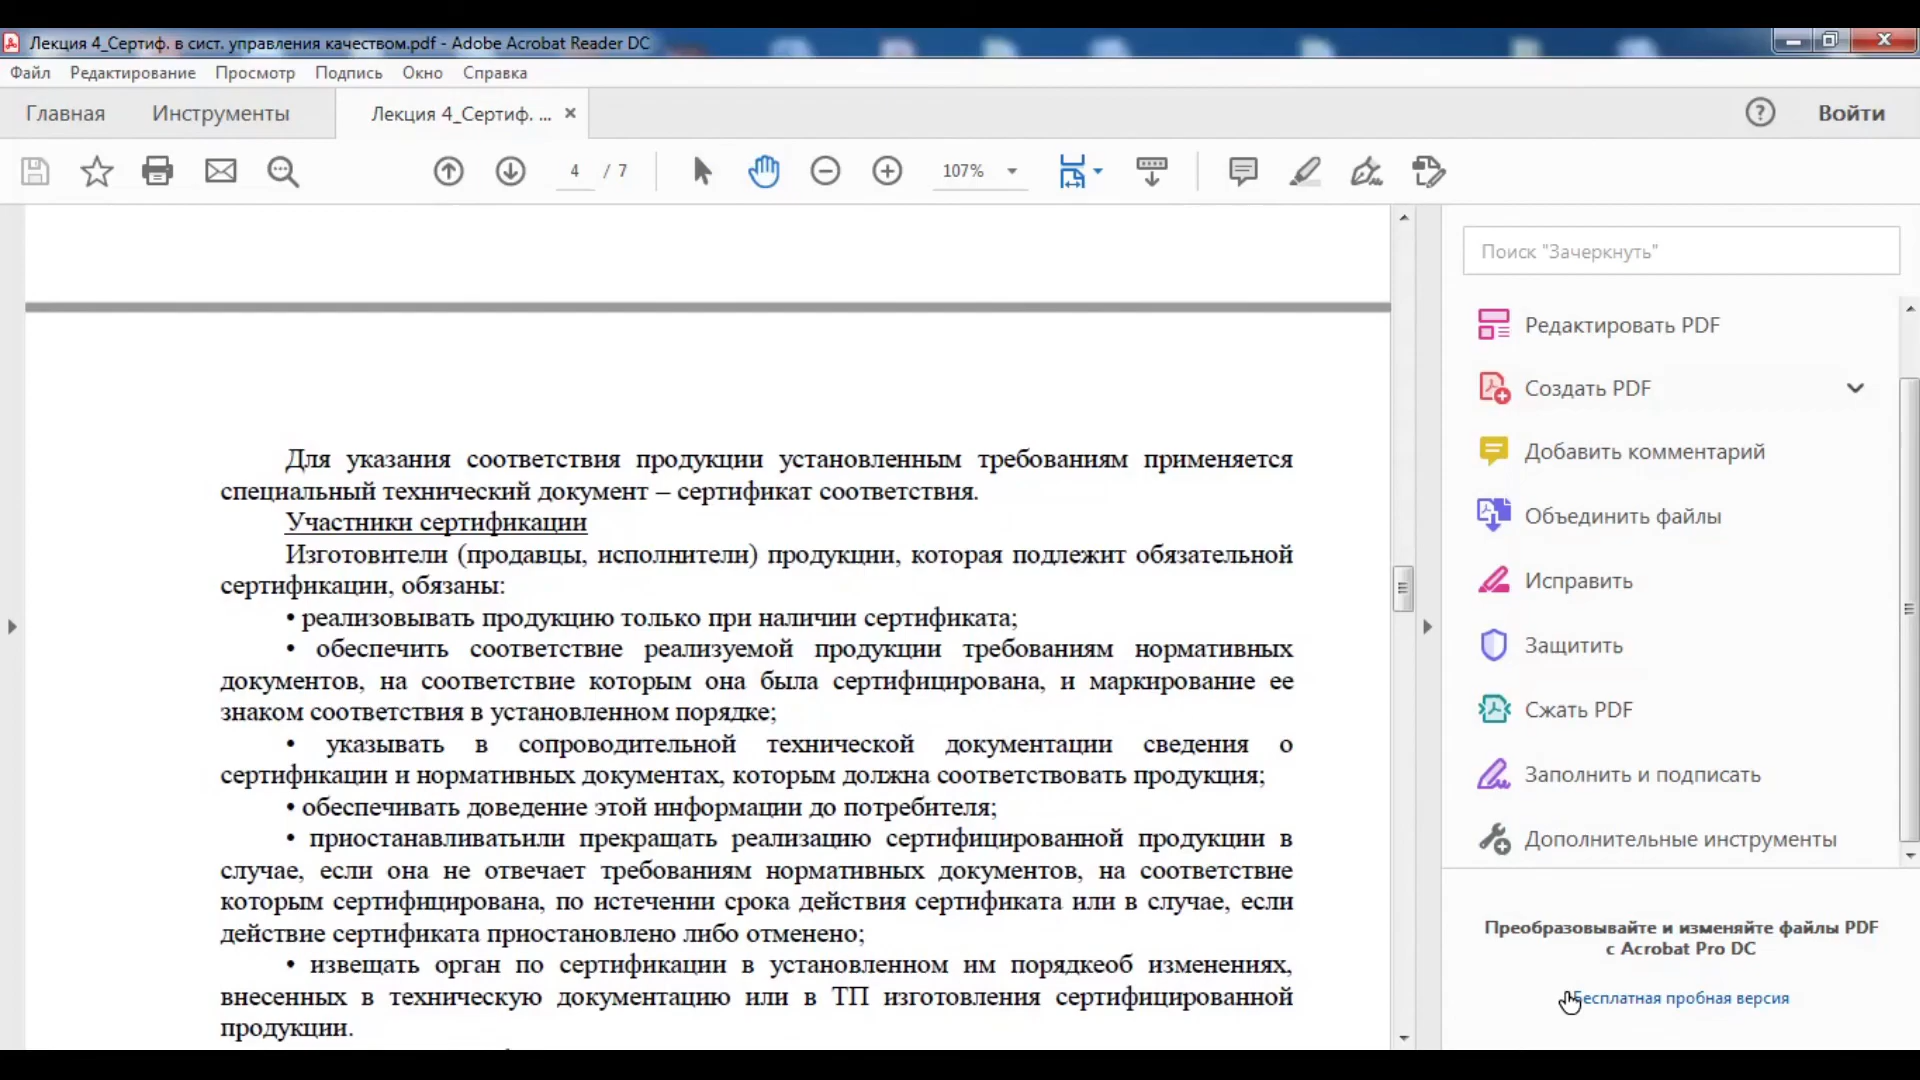 Лекция 4_Сертиф. в сист. управления качеством.pdf - Adobe Acrobat Reader DC
Файл Редактирование Просмотр Подпись Окно Справка
Главная Инструменты Лекция 4_Сертиф. ... × ? Войти
4 / 7 107%
Поиск "Зачеркнуть"
Редактировать PDF
Создать PDF
Добавить комментарий
Объединить файлы
Исправить
Защитить
Сжать PDF
Заполнить и подписать
Дополнительные инструменты
Преобразовывайте и изменяйте файлы PDF
с Acrobat Pro DC
Бесплатная пробная версия
Для указания соответствия продукции установленным требованиям применяется
специальный технический документ – сертификат соответствия.
Участники сертификации
Изготовители (продавцы, исполнители) продукции, которая подлежит обязательной
сертификации, обязаны:
• реализовывать продукцию только при наличии сертификата;
• обеспечить соответствие реализуемой продукции требованиям нормативных
документов, на соответствие которым она была сертифицирована, и маркирование ее
знаком соответствия в установленном порядке;
• указывать в сопроводительной технической документации сведения о
сертификации и нормативных документах, которым должна соответствовать продукция;
• обеспечивать доведение этой информации до потребителя;
• приостанавливатьили прекращать реализацию сертифицированной продукции в
случае, если она не отвечает требованиям нормативных документов, на соответствие
которым сертифицирована, по истечении срока действия сертификата или в случае, если
действие сертификата приостановлено либо отменено;
• извещать орган по сертификации в установленном им порядкеоб изменениях,
внесенных в техническую документацию или в ТП изготовления сертифицированной
продукции.